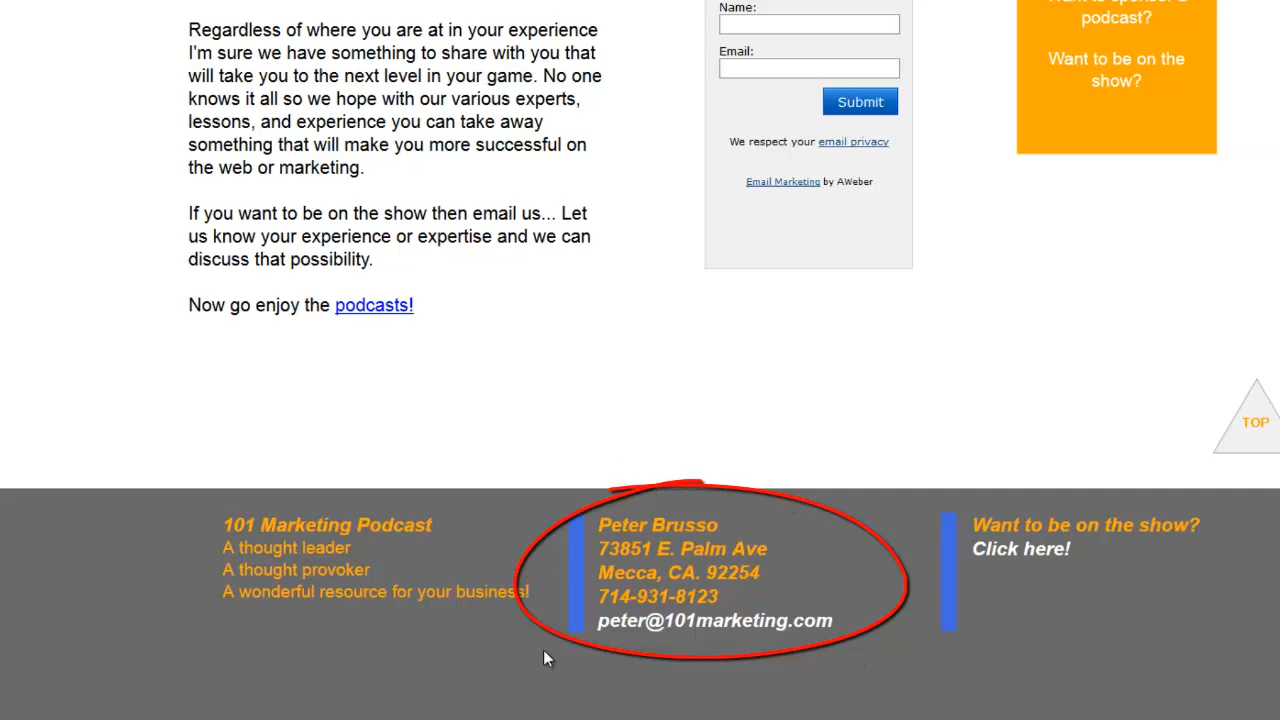 Regardless of where you are at in your experience
I'm sure we have something to share with you that
will take you to the next level in your game. No one
knows it all so we hope with our various experts,
lessons, and experience you can take away
something that will make you more successful on
the web or marketing.
If you want to be on the show then email us... Let
us know your experience or expertise and we can
discuss that possibility.
Now go enjoy the podcasts!
Name:
Email:
Submit
We respect your email privacy
Email Marketing by AWeber
podcast?
Want to be on the
show?
TOP
101 Marketing Podcast
A thought leader
A thought provoker
A wonderful resource for your business!
Peter Brusso
73851 E. Palm Ave
Mecca, CA. 92254
714-931-8123
peter@101marketing.com
Want to be on the show?
Click here!